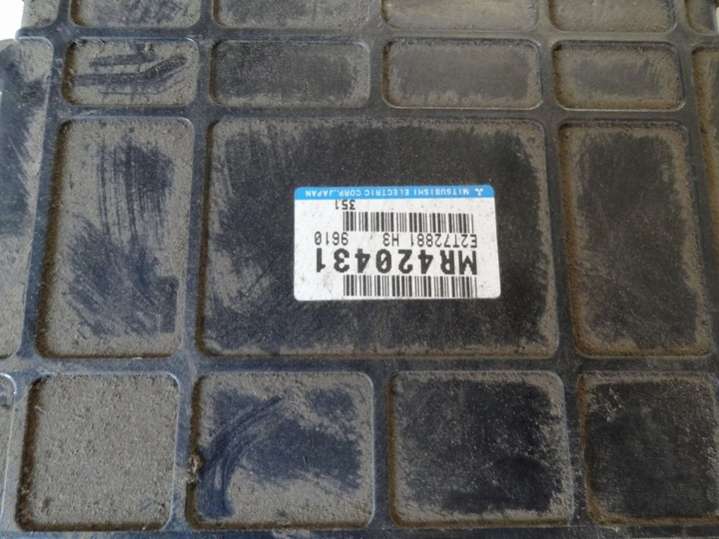 MR420431
E2T72881 H3 9610
351
MITSUBISHI ELECTRIC CORP. JAPAN